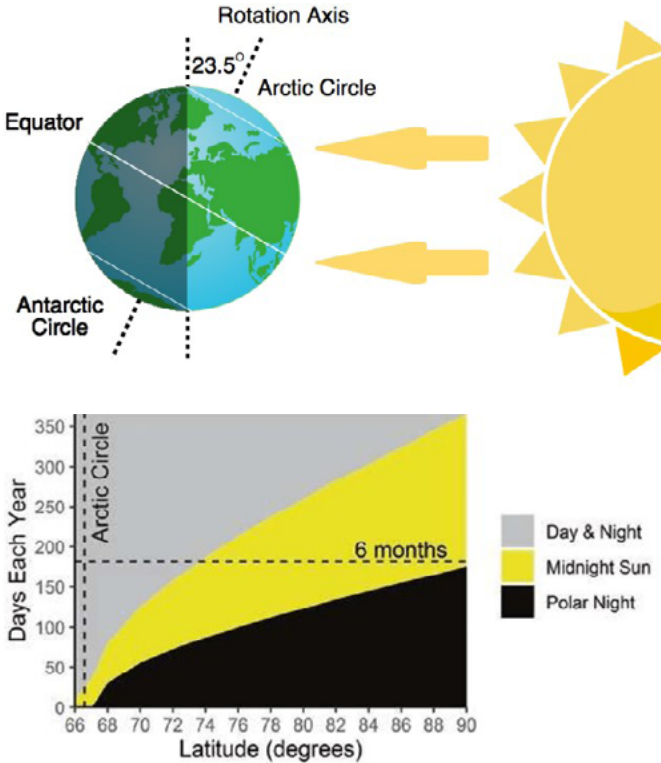 Rotation Axis
23.5°
Arctic Circle
Equator
Antarctic
Circle
350
300
250
200
150
100
50
0
Days Each Year
Arctic Circle
6 months
66 68 70 72 74 76 78 80 82 84 86 88 90
Latitude (degrees)
Day & Night
Midnight Sun
Polar Night